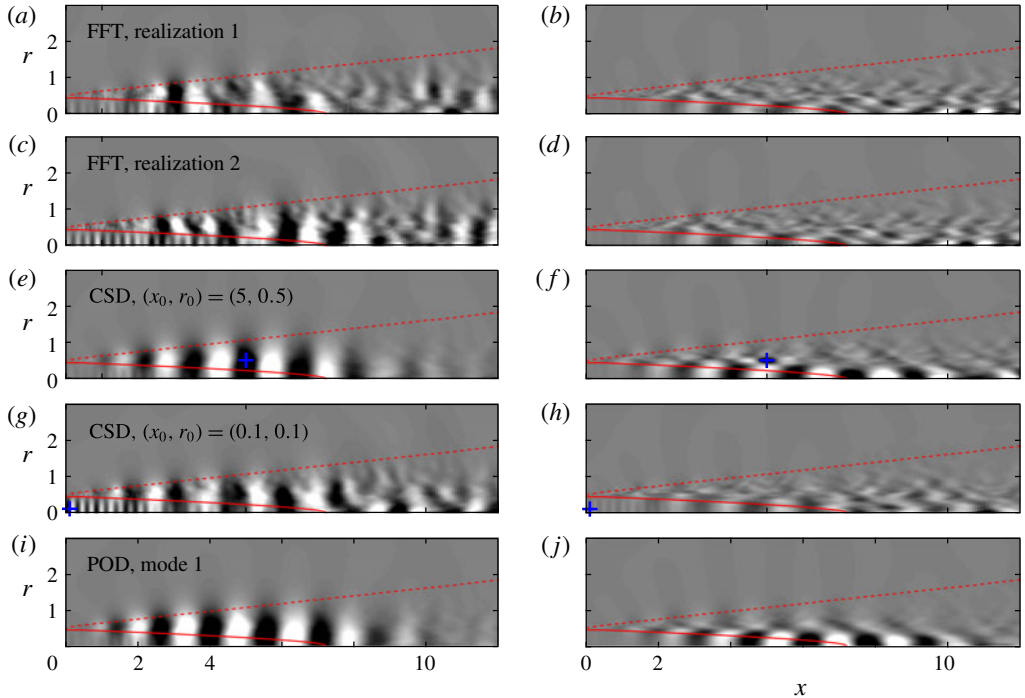 (a)
FFT, realization 1
2
r
1
0
(b)
(c)
FFT, realization 2
2
r
1
0
(d)
(e)
CSD, (x0, r0) = (5, 0.5)
2
r
1
0
(f)
(g)
CSD, (x0, r0) = (0.1, 0.1)
2
r
1
0
(h)
(i)
POD, mode 1
2
r
1
0 2 4 10
(j)
0 2 10
x